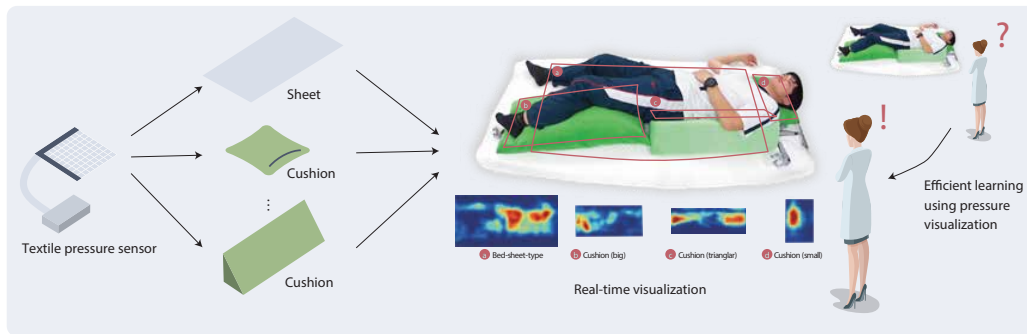 Sheet
Cushion
⋮
Cushion
Textile pressure sensor
a
b
c
d
a Bed-sheet-type
b Cushion (big)
c Cushion (trianglar)
d Cushion (small)
Real-time visualization
?
!
Efficient learning
using pressure
visualization